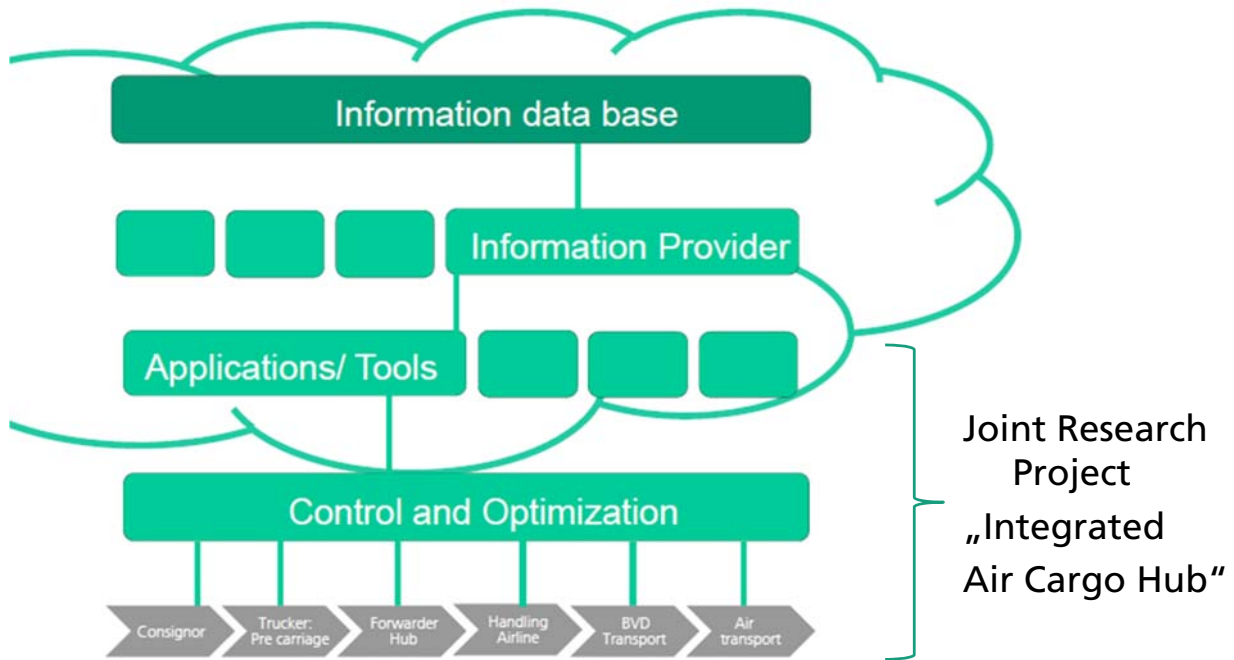 Information data base
Information Provider
Applications/ Tools
Control and Optimization
Joint Research
Project
„Integrated
Air Cargo Hub“
Consignor
Trucker:
Pre carriage
Forwarder
Hub
Handling
Airline
BVD
Transport
Air
transport